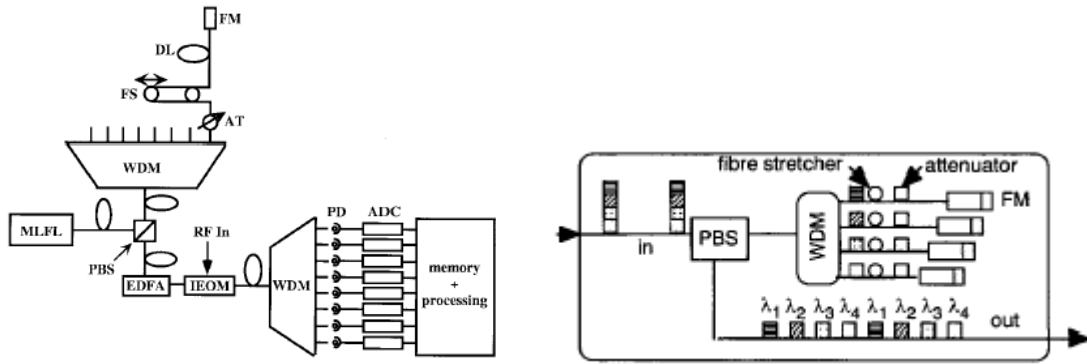 FM
DL
FS
AT
WDM
MLFL
PBS
RF In
PD
ADC
EDFA
IEOM
WDM
memory
+
processing
fibre stretcher
attenuator
FM
in
PBS
WDM
λ1 λ2 λ3 λ4 λ1 λ2 λ3 λ4
out